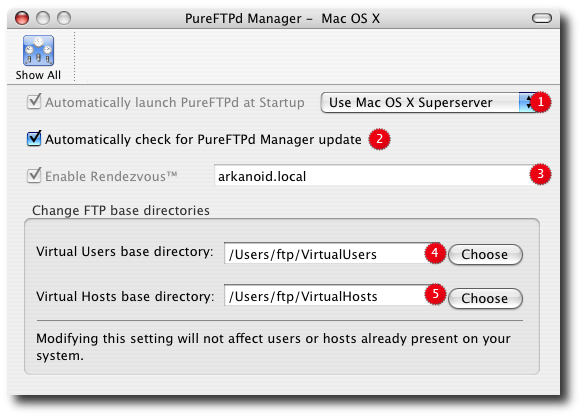 PureFTPd Manager – Mac OS X
Show All
Automatically launch PureFTPd at Startup Use Mac OS X Superserver 1
Automatically check for PureFTPd Manager update 2
Enable Rendezvous™ arkanoid.local 3
Change FTP base directories
Virtual Users base directory: /Users/ftp/VirtualUsers 4 Choose
Virtual Hosts base directory: /Users/ftp/VirtualHosts 5 Choose
Modifying this setting will not affect users or hosts already present on your
system.